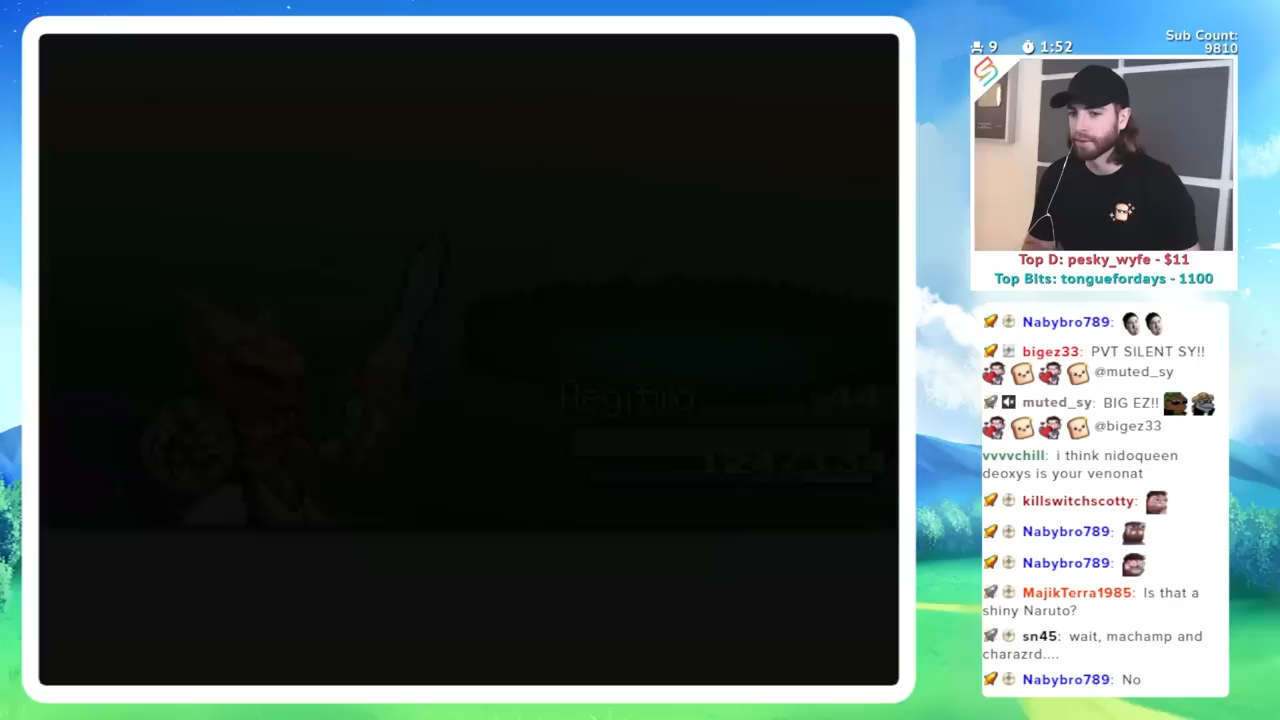 9
1:52
Sub Count:
9810
Top D: pesky_wyfe - $11
Top Bits: tonguefordays - 1100
Nabybro789:
bigez33: PVT SILENT SY!!
@muted_sy
muted_sy: BIG EZ!!
@bigez33
vvvvchill: i think nidoqueen
deoxys is your venonat
killswitchscotty:
Nabybro789:
Nabybro789:
MajikTerra1985: Is that a
shiny Naruto?
sn45: wait, machamp and
charazrd....
Nabybro789: No